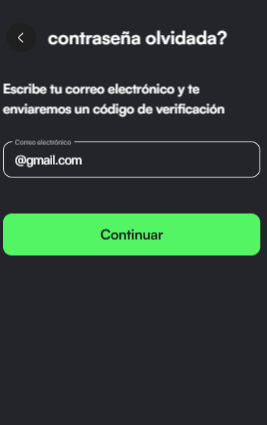 contraseña olvidada?
Escribe tu correo electrónico y te
enviaremos un código de verificación
Correo electrónico
@gmail.com
Continuar